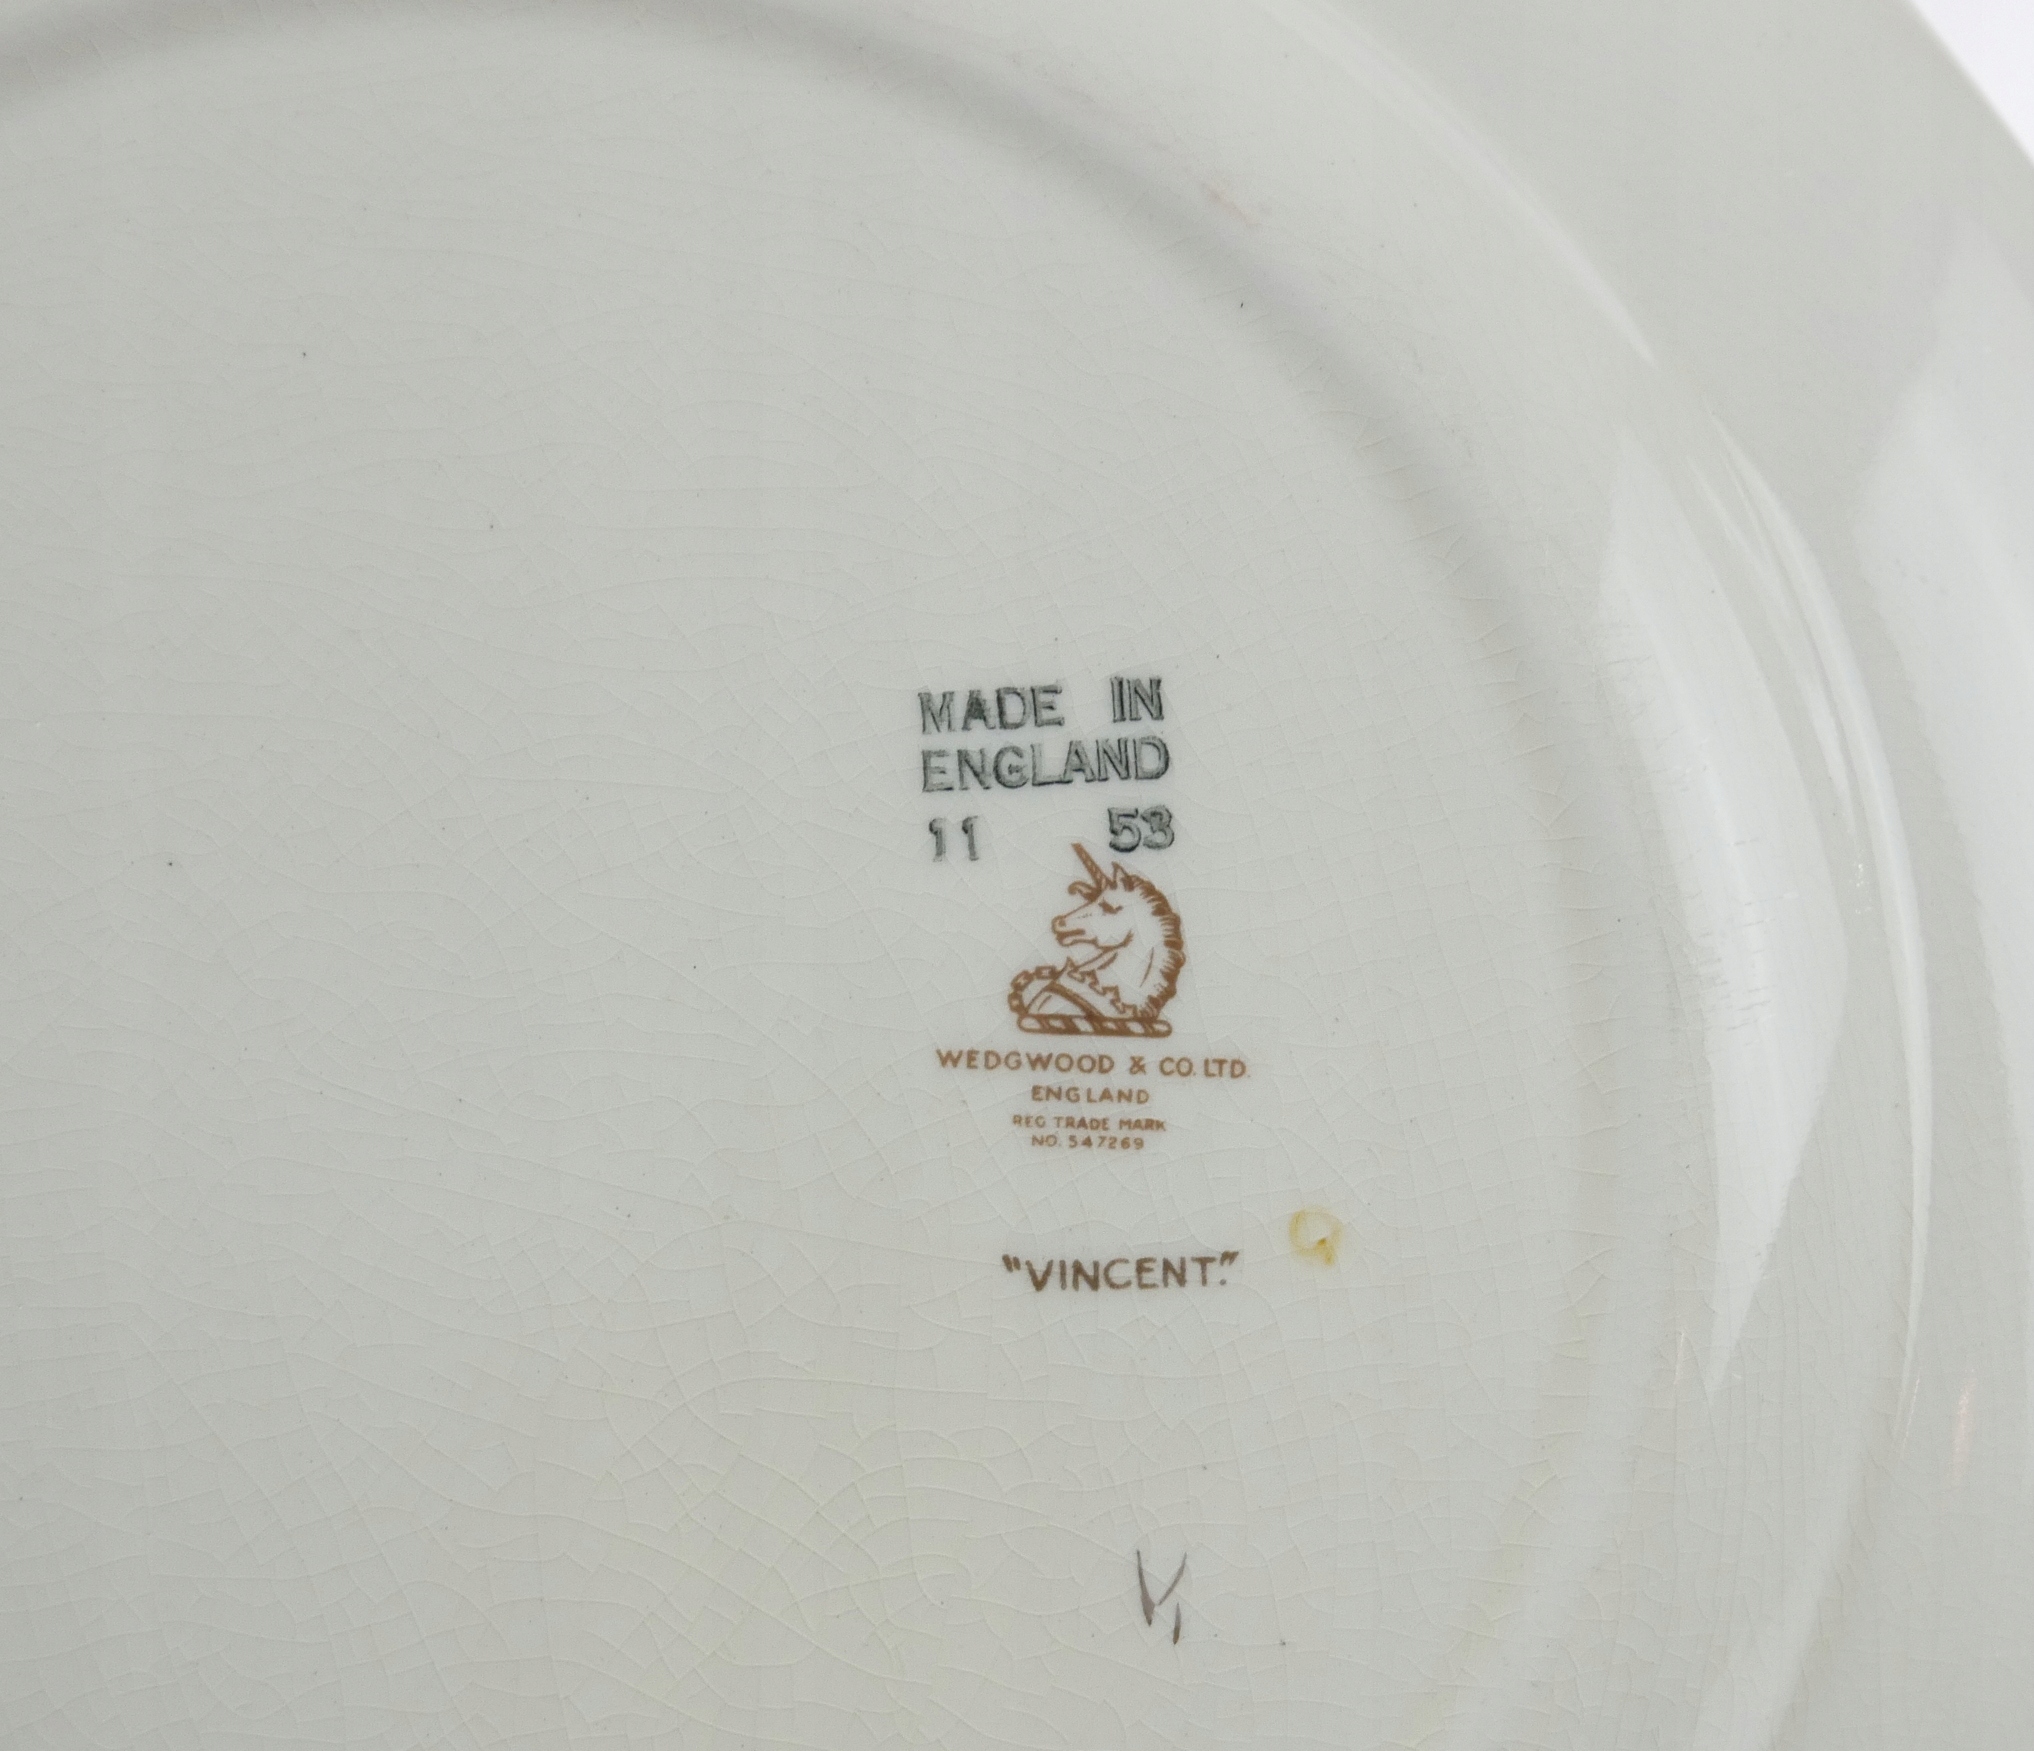 MADE IN
ENGLAND
11 53
WEDGWOOD & CO. LTD.
ENGLAND
REG TRADE MARK
NO. 547269
"VINCENT."